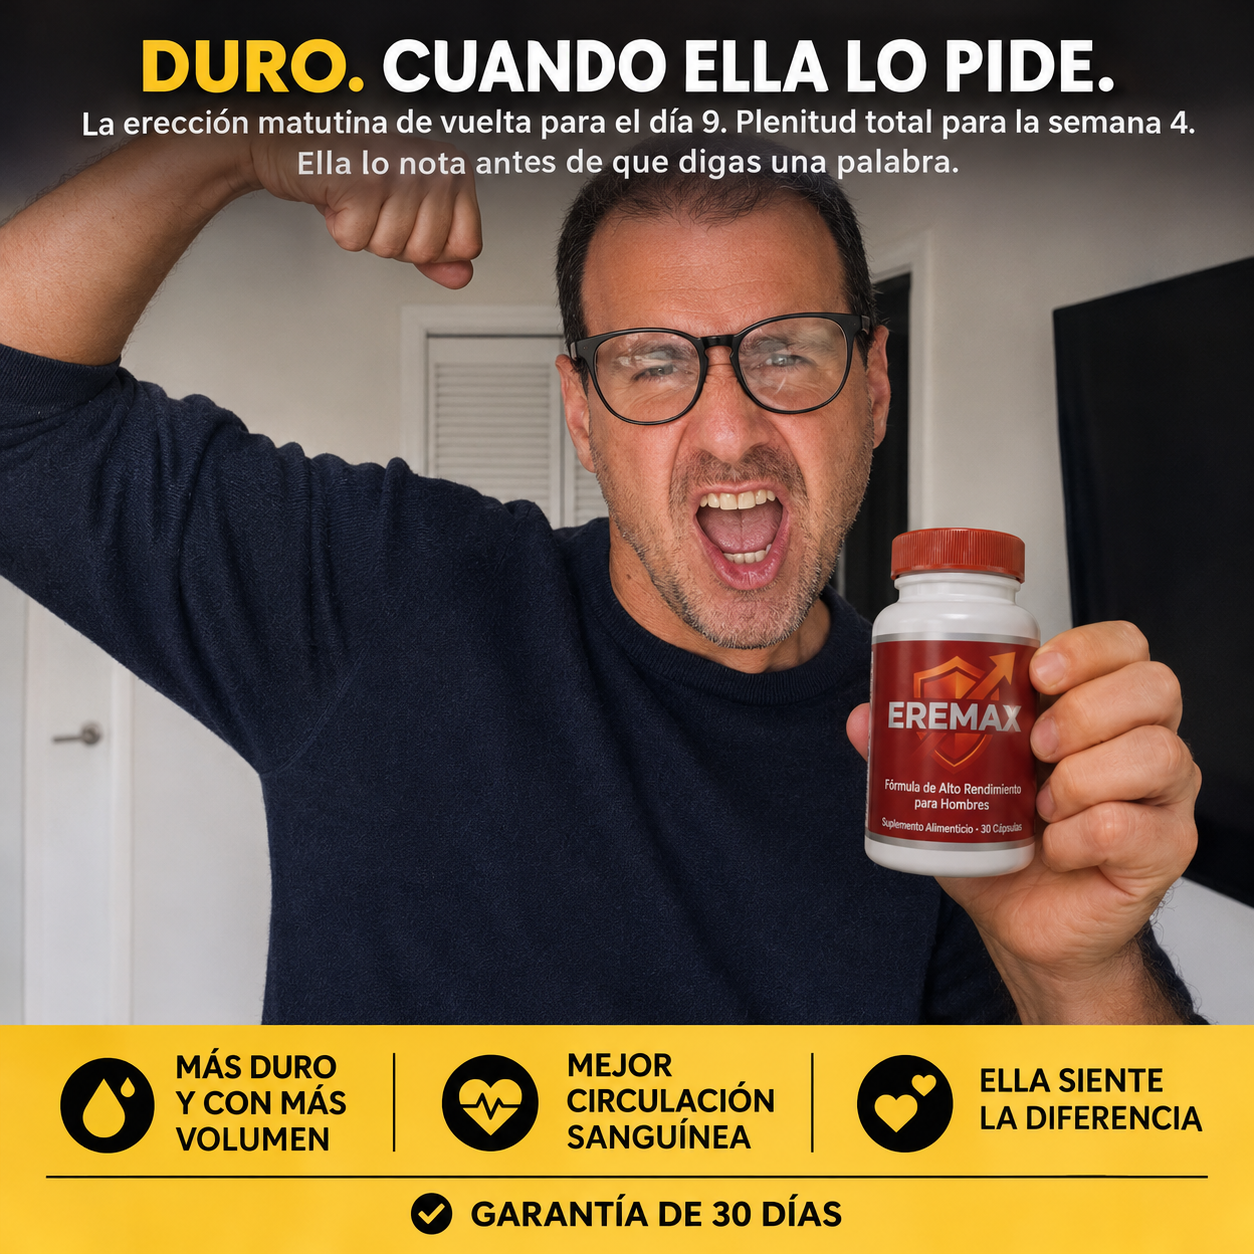 DURO. CUANDO ELLA LO PIDE.
La erección matutina de vuelta para el día 9. Plenitud total para la semana 4.
Ella lo nota antes de que digas una palabra.
EREMAX
Fórmula de Alto Rendimiento
para Hombres
Suplemento Alimenticio · 30 Cápsulas
MÁS DURO
Y CON MÁS
VOLUMEN
MEJOR
CIRCULACIÓN
SANGUÍNEA
ELLA SIENTE
LA DIFERENCIA
GARANTÍA DE 30 DÍAS